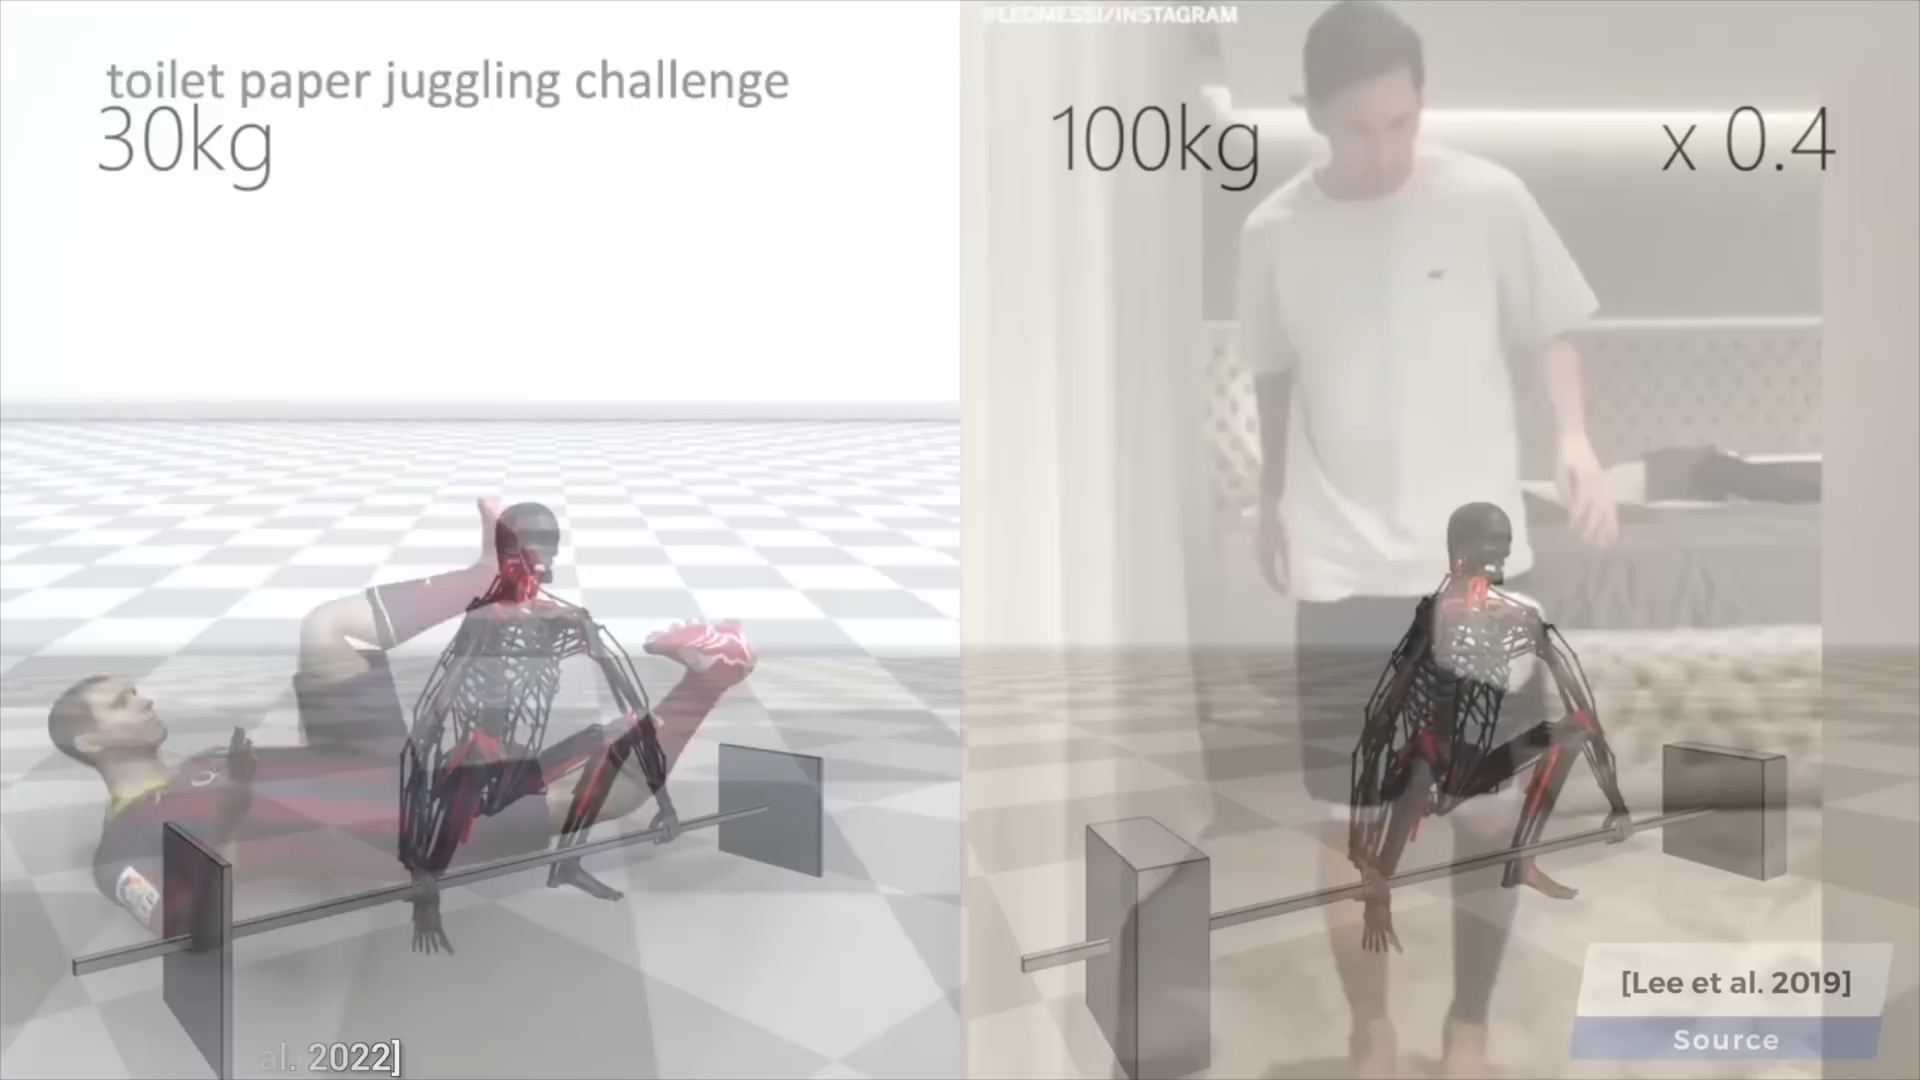 @LEOMESSI/INSTAGRAM
toilet paper juggling challenge
30kg
100kg
x 0.4
al. 2022]
[Lee et al. 2019]
Source